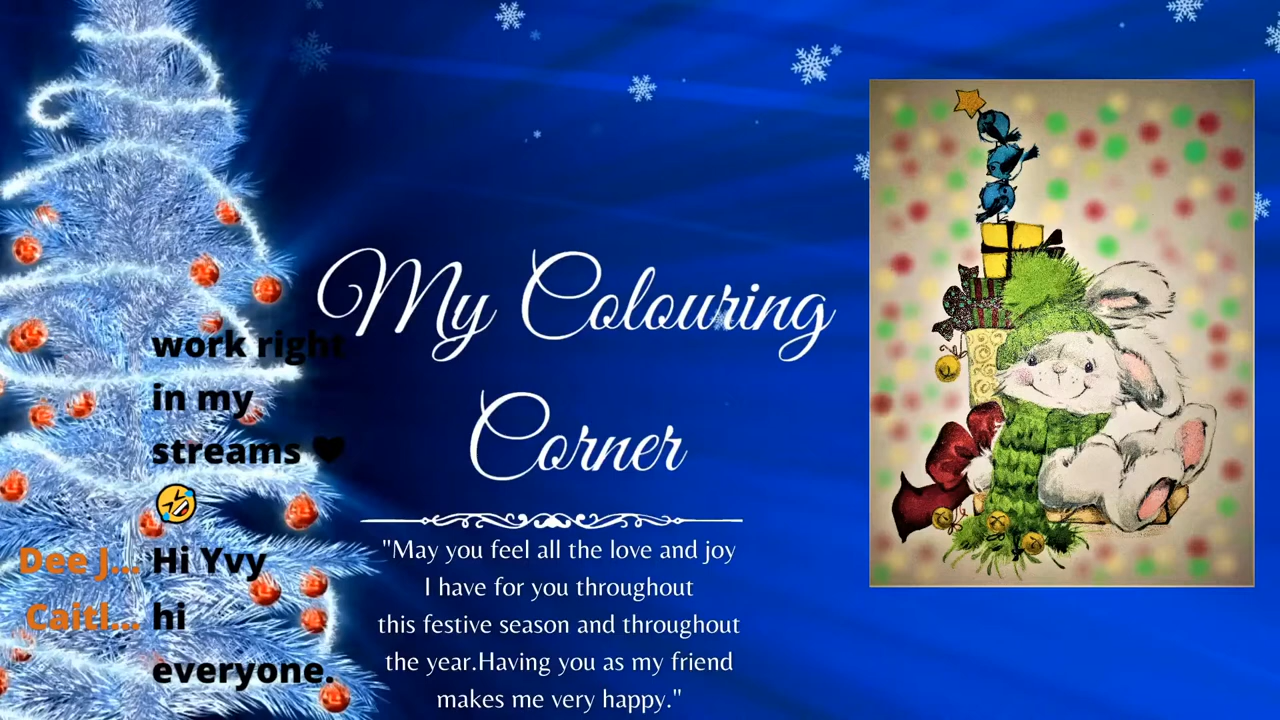 My Colouring
Corner
"May you feel all the love and joy
I have for you throughout
this festive season and throughout
the year.Having you as my friend
makes me very happy."
work right
in my
streams 🖤
🤣
Dee J... Hi Yvy
Caitl... hi
everyone.